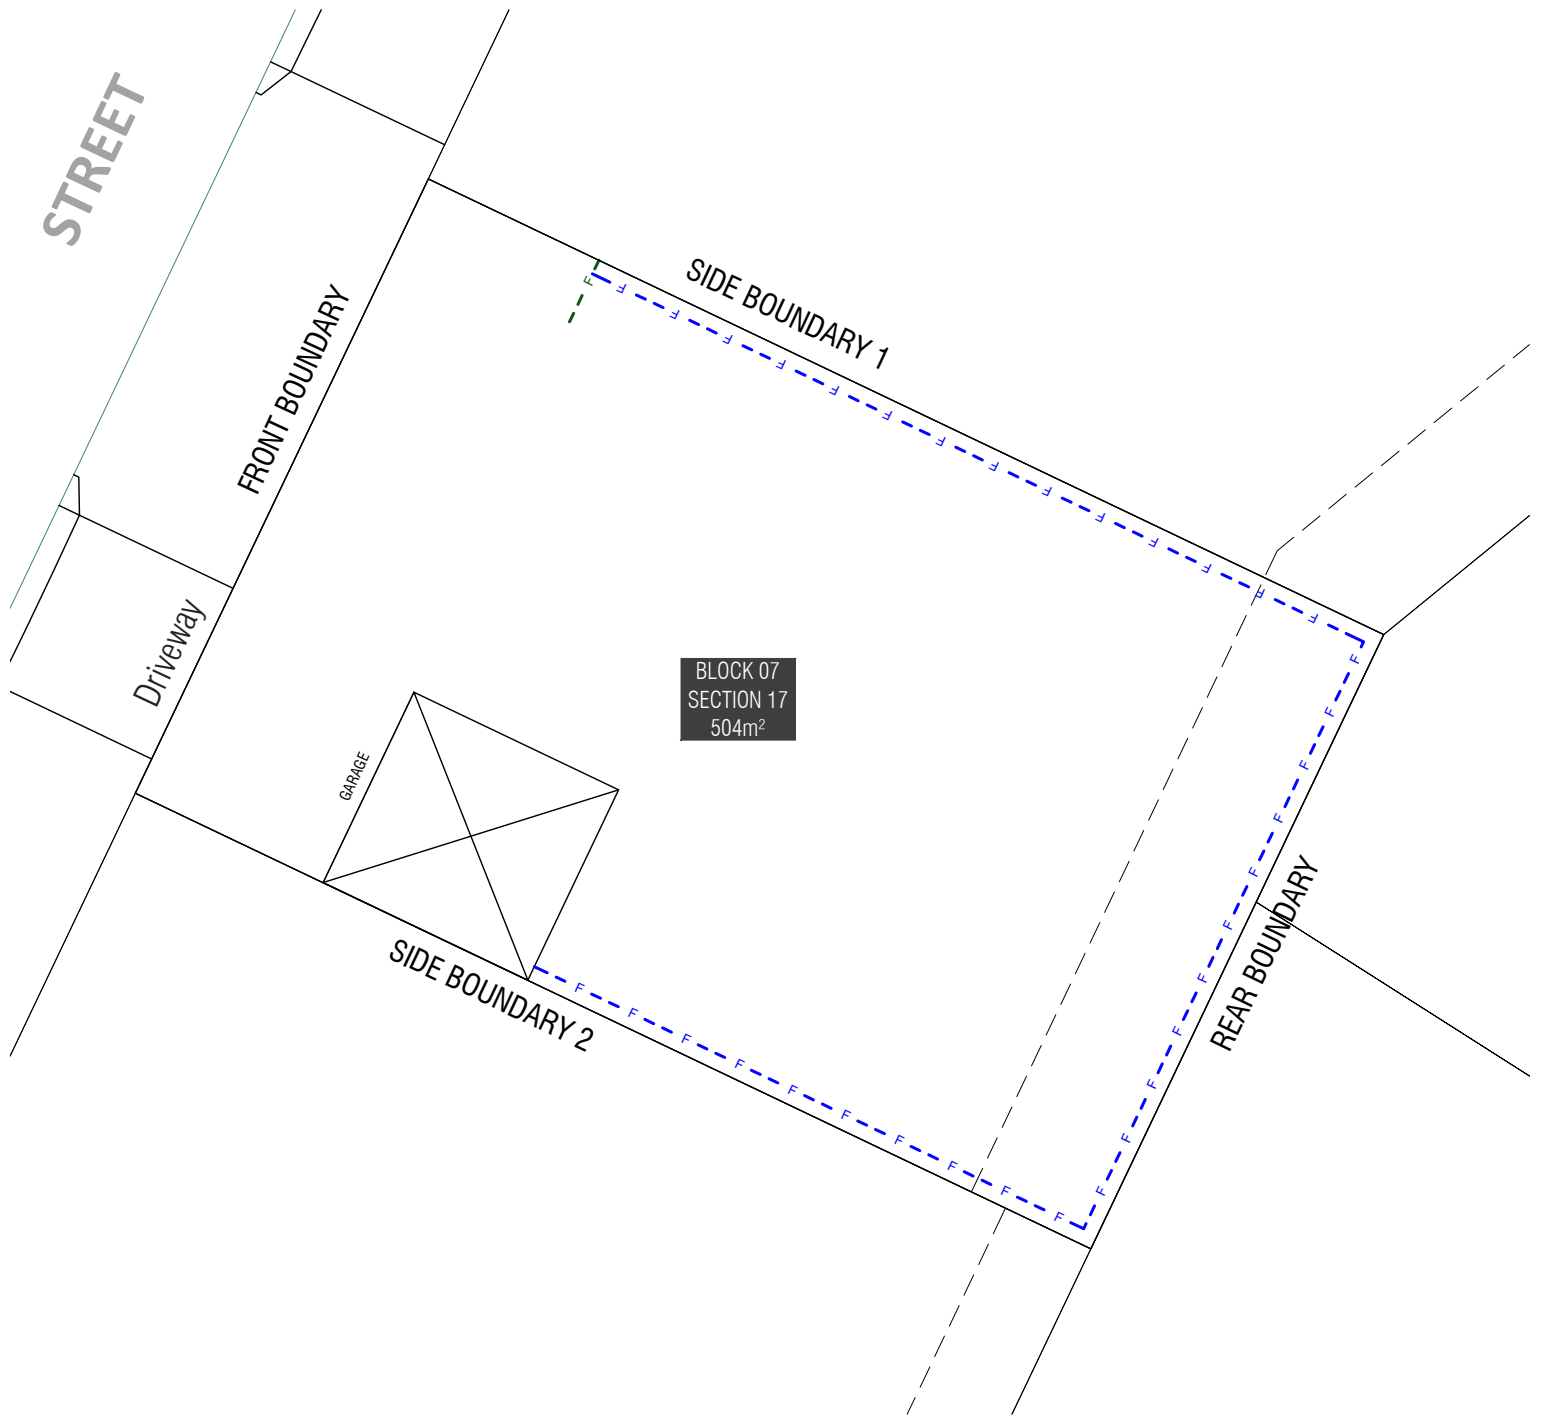 STREET
SIDE BOUNDARY 1
FRONT BOUNDARY
Driveway
BLOCK 07
SECTION 17
504m²
GARAGE
SIDE BOUNDARY 2
REAR BOUNDARY
F
F F F F F F F F F F F F F F
F F F F F F F F F F F
F F F F F F F F F F